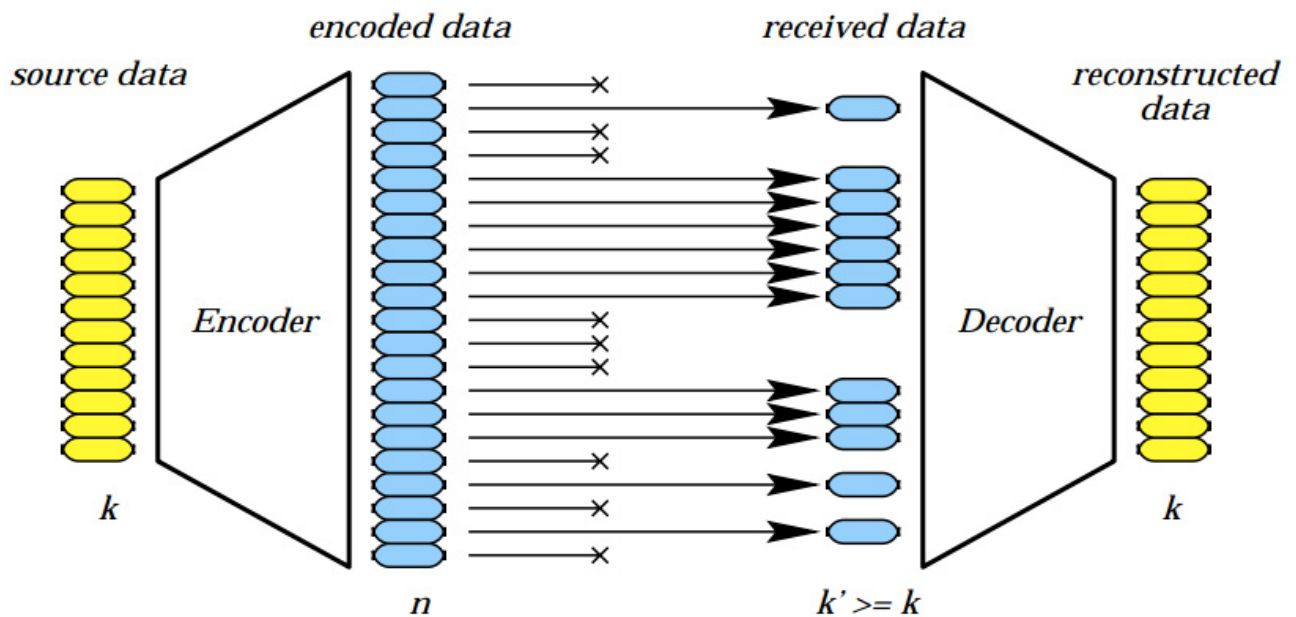 encoded data
received data
source data
reconstructed
data
Encoder
Decoder
k
n
k' >= k
k